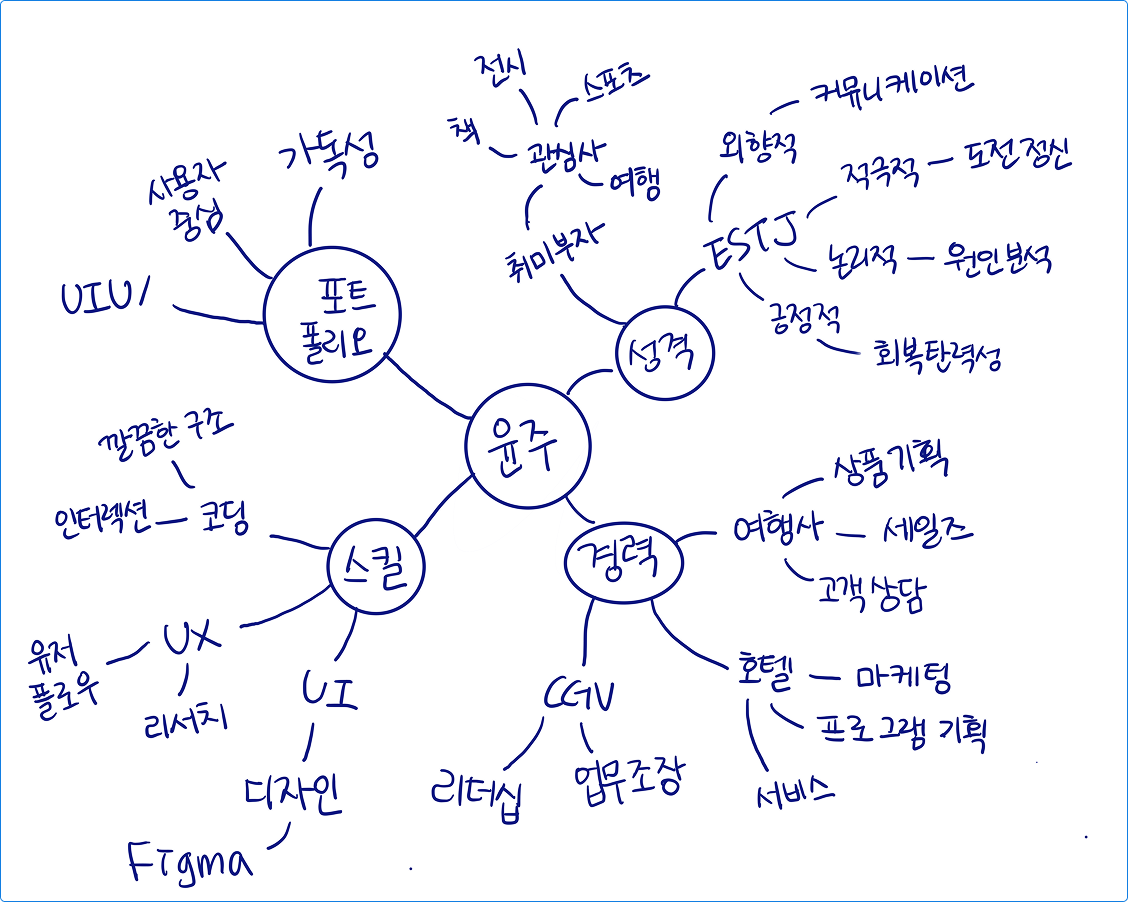 전시
스포츠
책
관심사
여행
취미부자
커뮤니케이션
외향적
적극적
도전정신
ESTJ
논리적
원인분석
긍정적
회복탄력성
성격
가독성
사용자
중심
UIU/
포트
폴리오
윤주
깔끔한 구조
인터렉션
코딩
스킬
UX
유저
플로우
리서치
UI
디자인
Figma
경력
상품기획
여행사
세일즈
고객상담
호텔
마케팅
프로그램 기획
서비스
CGV
리더십
업무조장